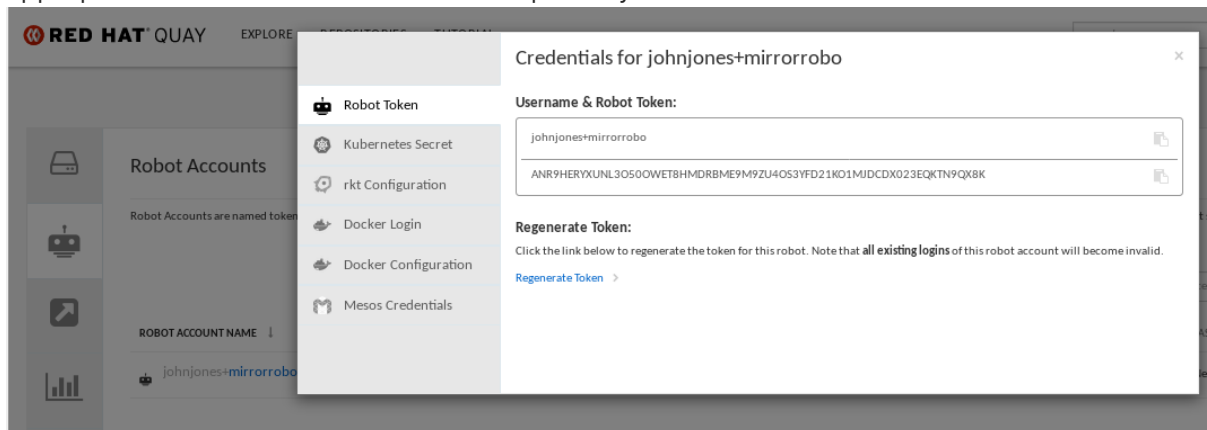 RED HAT® QUAY EXPLORE
Credentials for johnjones+mirrorrobo
×
Robot Token
Kubernetes Secret
rkt Configuration
Docker Login
Docker Configuration
Mesos Credentials
Username & Robot Token:
johnjones+mirrorrobo
ANR9HERYXUNL3O50OWET8HMDRBME9M9ZU4OS3YFD21KO1MJDCDX023EQKTN9QX8K
Regenerate Token:
Click the link below to regenerate the token for this robot. Note that all existing logins of this robot account will become invalid.
Regenerate Token >
Robot Accounts
Robot Accounts are named token
ROBOT ACCOUNT NAME ↓
johnjones+mirrorrobo